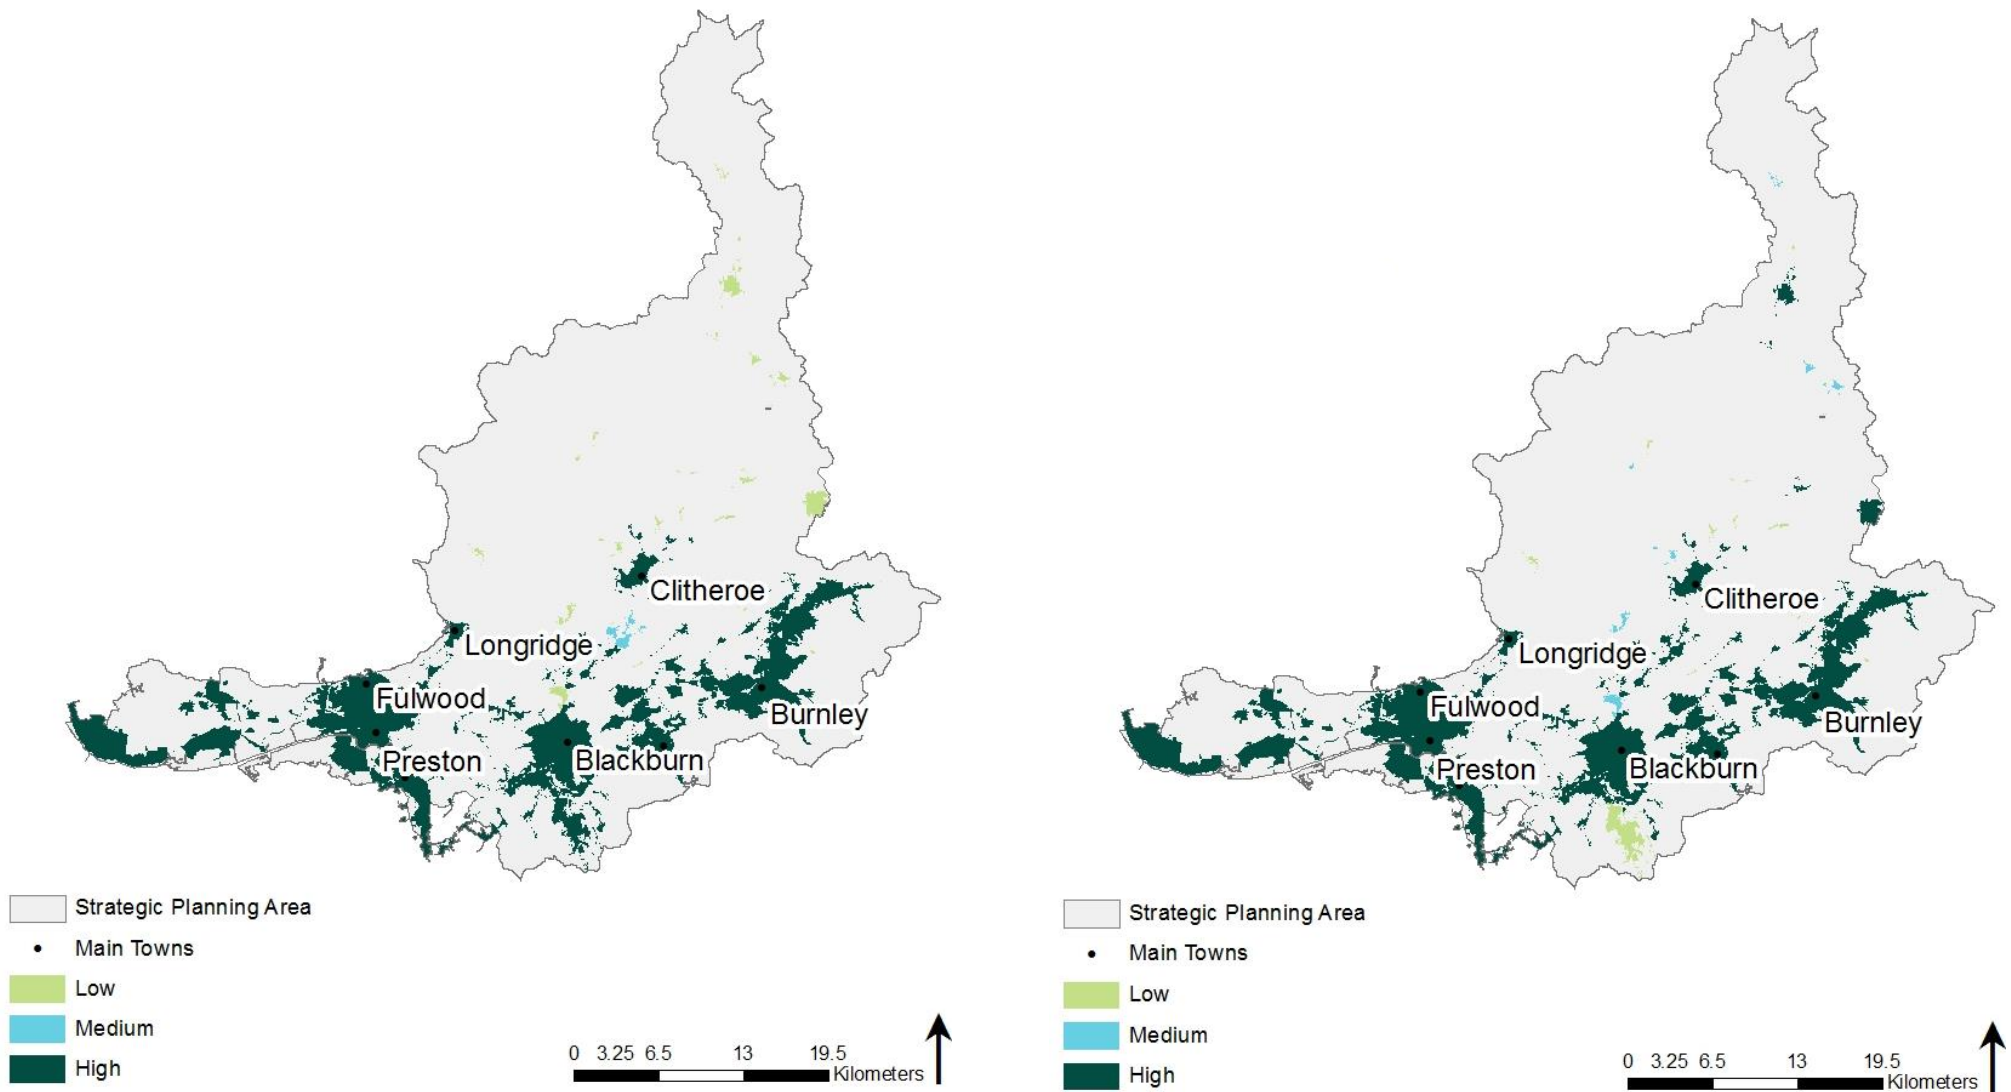 Clitheroe
Longridge
Fulwood
Burnley
Preston
Blackburn
Strategic Planning Area
Main Towns
Low
Medium
High
0 3.25 6.5 13 19.5
Kilometers
Clitheroe
Longridge
Fulwood
Burnley
Preston
Blackburn
Strategic Planning Area
Main Towns
Low
Medium
High
0 3.25 6.5 13 19.5
Kilometers